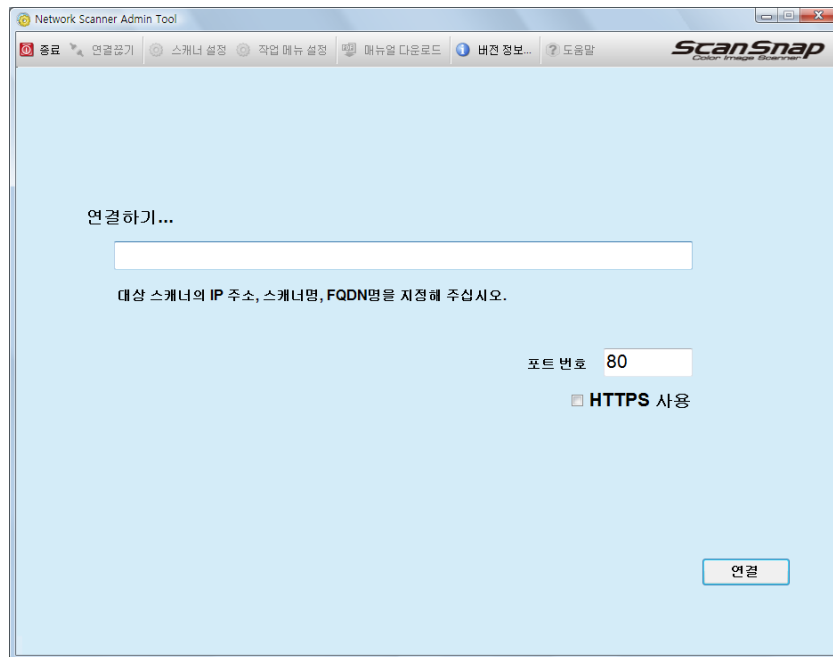 Network Scanner Admin Tool
종료 연결끊기 스캐너 설정 작업 메뉴 설정 매뉴얼 다운로드 버전 정보... 도움말 ScanSnap
Color Image Scanner
연결하기...
대상 스캐너의 IP 주소, 스캐너명, FQDN명을 지정해 주십시오.
포트 번호 80
HTTPS 사용
연결